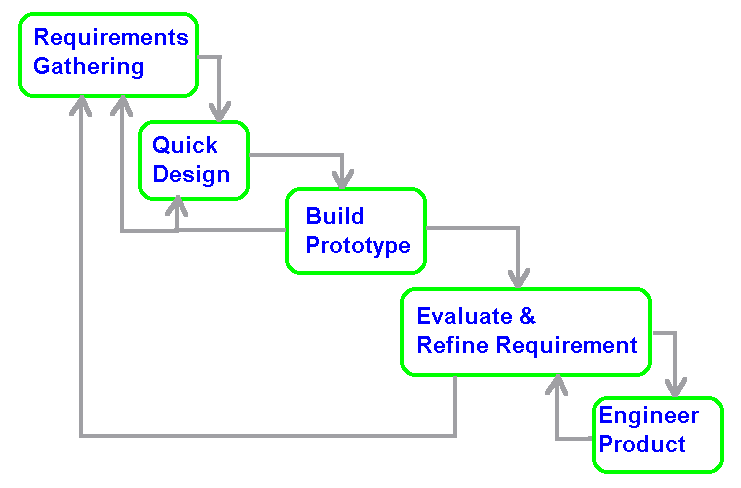 Requirements
Gathering
Quick
Design
Build
Prototype
Evaluate &
Refine Requirement
Engineer
Product